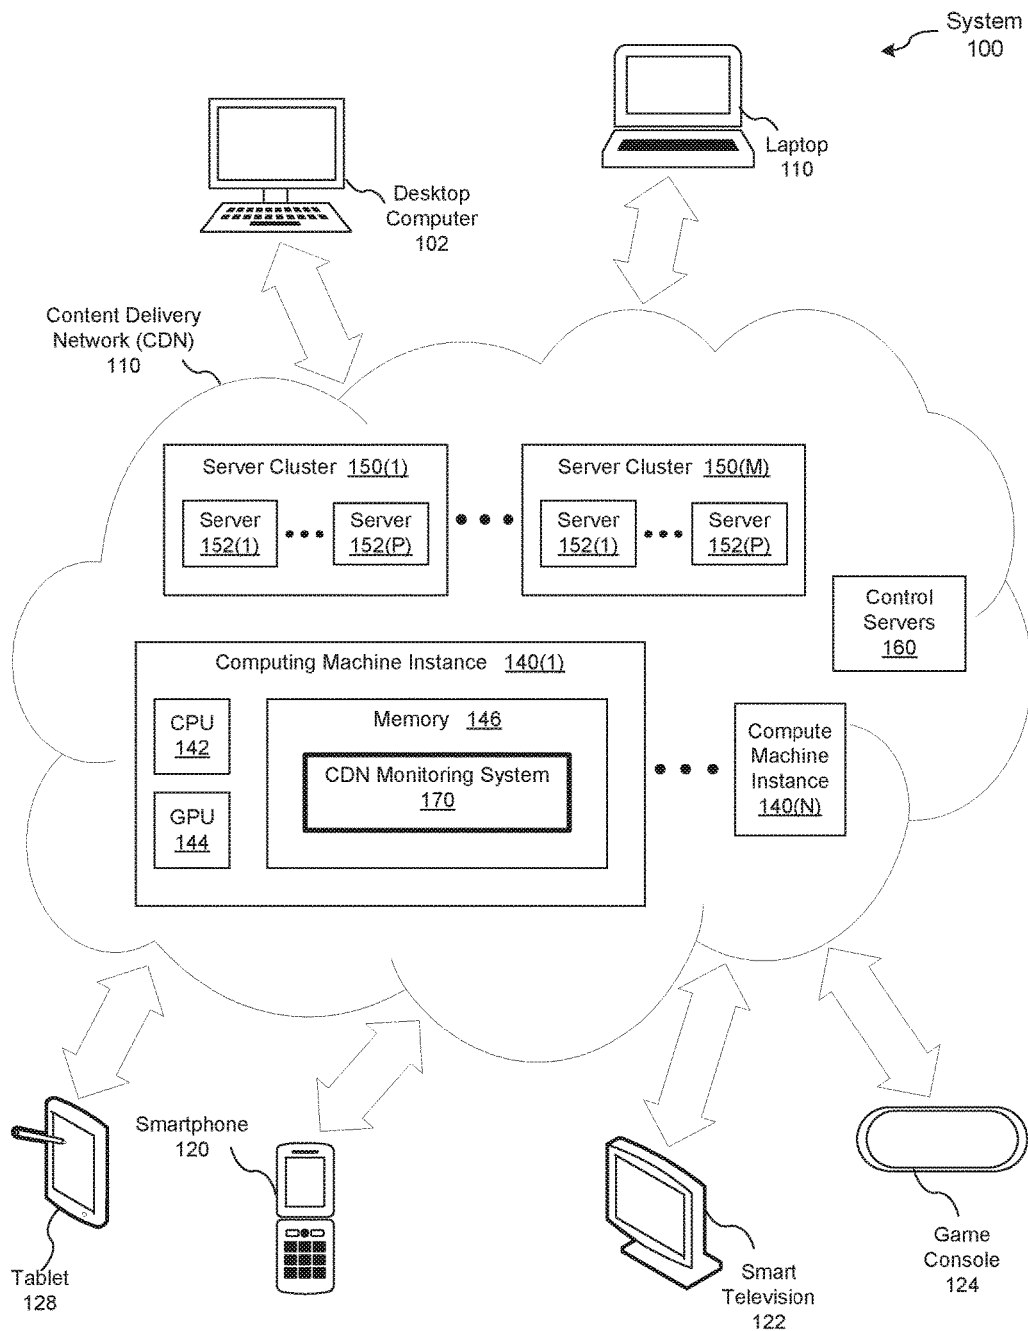 System
100
Laptop
110
Desktop
Computer
102
Content Delivery
Network (CDN)
110
Server Cluster 150(1)
Server
152(1)
Server
152(P)
Server Cluster 150(M)
Server
152(1)
Server
152(P)
Control
Servers
160
Computing Machine Instance 140(1)
CPU
142
GPU
144
Memory 146
CDN Monitoring System
170
Compute
Machine
Instance
140(N)
Tablet
128
Smartphone
120
Smart
Television
122
Game
Console
124